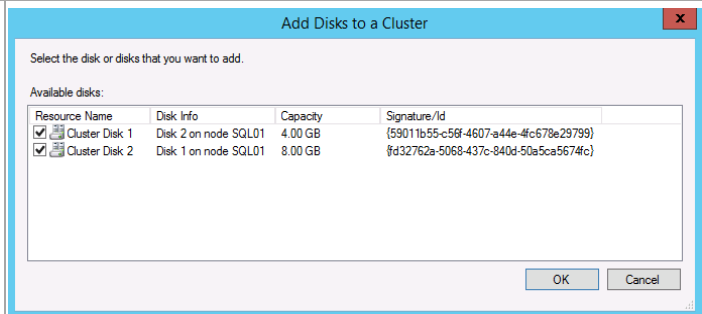 Add Disks to a Cluster
x
Select the disk or disks that you want to add.
Available disks:
Resource Name Disk Info Capacity Signature/Id
Cluster Disk 1 Disk 2 on node SQL01 4.00 GB {59011b55-c56f-4607-a44e-4fc678e29799}
Cluster Disk 2 Disk 1 on node SQL01 8.00 GB {fd32762a-5068-437c-840d-50a5ca5674fc}
OK Cancel